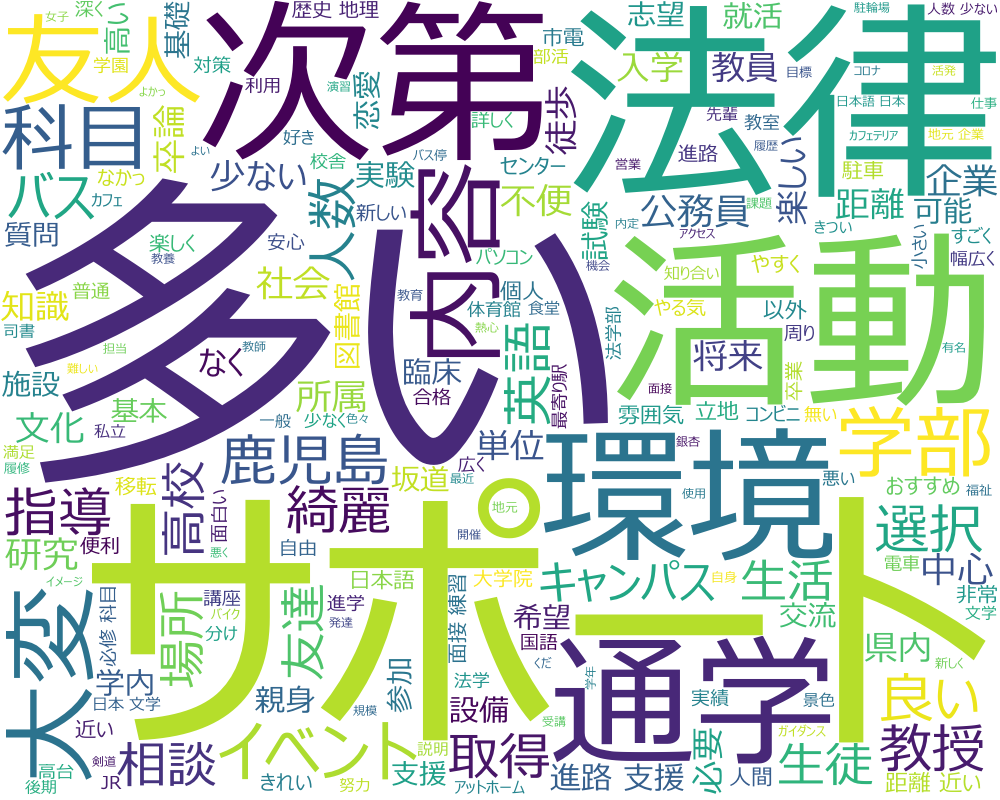 女子
深く
高い
基礎
歴史 地理
市電
志望
就活
駐輪場
人数 少ない
友人
学園
対策
利用
部活
次第
法律
入学
教員
目標
コロナ
活発
よかっ
演習
恋愛
先輩
日本語 日本
仕事
科目
卒論
好き
詳しく
徒歩
教室
カフェテリア
地元 企業
なかっ
よい
校舎
バス停
センター
営業
進路
履歴
バス
カフェ
少ない
実験
不便
公務員
課題
楽しい
駐車
企業
質問
人数
新しい
内容
試験
内定
距離
可能
多い
楽しく
安心
パソコン
アクセス
きつい
小さい
すごく
教養
社会
機会
知り合い
やすく
幅広く
知識
普通
図書館
教育
体育館
個人
食堂
活動
やる気
以外
司書
なく
教師
臨床
熱心
英語
法学部
将来
周り
担当
有名
施設
難しい
所属
合格
最寄り駅
面接
卒業
文化
基本
少なく
色々
雰囲気
立地
コンビニ
無い
学部
私立
一般
鹿児島
単位
銀杏
満足
履修
高校
面白い
広く
最近
環境
悪い
移転
坂道
使用
おすすめ
福祉
指導
綺麗
地元
選択
研究
便利
悪く
自由
開催
電車
中心
イメージ
サポート
日本語
大学院
キャンパス
自身
生活
非常
大変
必修 科目
講座
バイク
進学
面接 練習
希望
交流
文学
場所
分け
友達
発達
国語
くだ
県内
新しく
学内
日本 文学
親身
参加
法学
通学
学年
良い
規模
設備
実績
景色
近い
イベント
説明
受講
ガイダンス
剣道
相談
取得
必要
生徒
教授
高台
後期
JR
きれい
努力
支援
アットホーム
進路 支援
人間
距離 近い